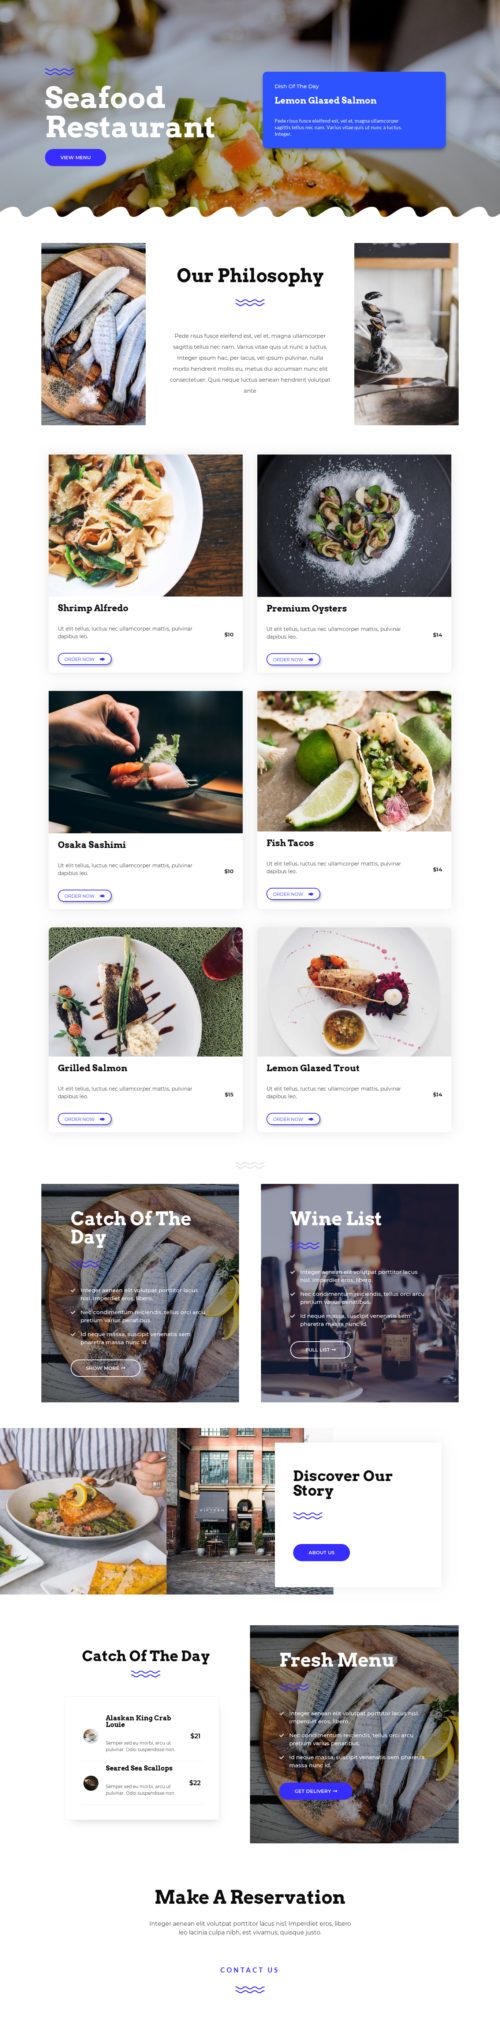 Seafood
Restaurant
VIEW MENU
Dish Of The Day
Lemon Glazed Salmon
Pede risus fusce eleifend est, vel et, magna ullamcorper
sagittis tellus nec nam. Varius vitae quis ut nunc a luctus.
Integer.
Our Philosophy
Pede risus fusce eleifend est, vel et, magna ullamcorper
sagittis tellus nec nam. Varius vitae quis ut nunc a luctus.
Integer ipsum hac, per lacus, vel ipsum pulvinar, nulla
morbi hendrerit mollis eu, metus dui accumsan nunc elit
consectetuer. Quis neque luctus aenean hendrerit volutpat
ante
Shrimp Alfredo
Ut elit tellus, luctus nec ullamcorper mattis, pulvinar
dapibus leo.
$10
ORDER NOW
Premium Oysters
Ut elit tellus, luctus nec ullamcorper mattis, pulvinar
dapibus leo.
$14
ORDER NOW
Osaka Sashimi
Ut elit tellus, luctus nec ullamcorper mattis, pulvinar
dapibus leo.
$10
ORDER NOW
Fish Tacos
Ut elit tellus, luctus nec ullamcorper mattis, pulvinar
dapibus leo.
$14
ORDER NOW
Grilled Salmon
Ut elit tellus, luctus nec ullamcorper mattis, pulvinar
dapibus leo.
$15
ORDER NOW
Lemon Glazed Trout
Ut elit tellus, luctus nec ullamcorper mattis, pulvinar
dapibus leo.
$14
ORDER NOW
Catch Of The
Day
Integer aenean elit volutpat porttitor lacus
nisl. Imperdiet eros, libero.
Nec condimentum reiciendis, tellus orci arcu
pretium varius penatibus.
Id neque massa, suscipit venenatis sem
pharetra massa nunc id.
SHOW MORE
Wine List
Integer aenean elit volutpat porttitor lacus
nisl. Imperdiet eros, libero.
Nec condimentum reiciendis, tellus orci arcu
pretium varius penatibus.
Id neque massa, suscipit venenatis sem
pharetra massa nunc id.
FULL LIST
Discover Our
Story
ABOUT US
Catch Of The Day
Alaskan King Crab
Louie
$21
Semper sed eu morbi, arcu ut
pulvinar. Odio suspendisse non.
Seared Sea Scallops
$22
Semper sed eu morbi, arcu ut
pulvinar. Odio suspendisse non.
Fresh Menu
Integer aenean elit volutpat porttitor lacus nisl.
Imperdiet eros, libero.
Nec condimentum reiciendis, tellus orci arcu
pretium varius penatibus.
Id neque massa, suscipit venenatis sem pharetra
massa nunc id.
GET DELIVERY
Make A Reservation
Integer aenean elit volutpat porttitor lacus nisl. Imperdiet eros, libero
leo lacinia culpa nibh, est vivamus, quisque justo.
CONTACT US